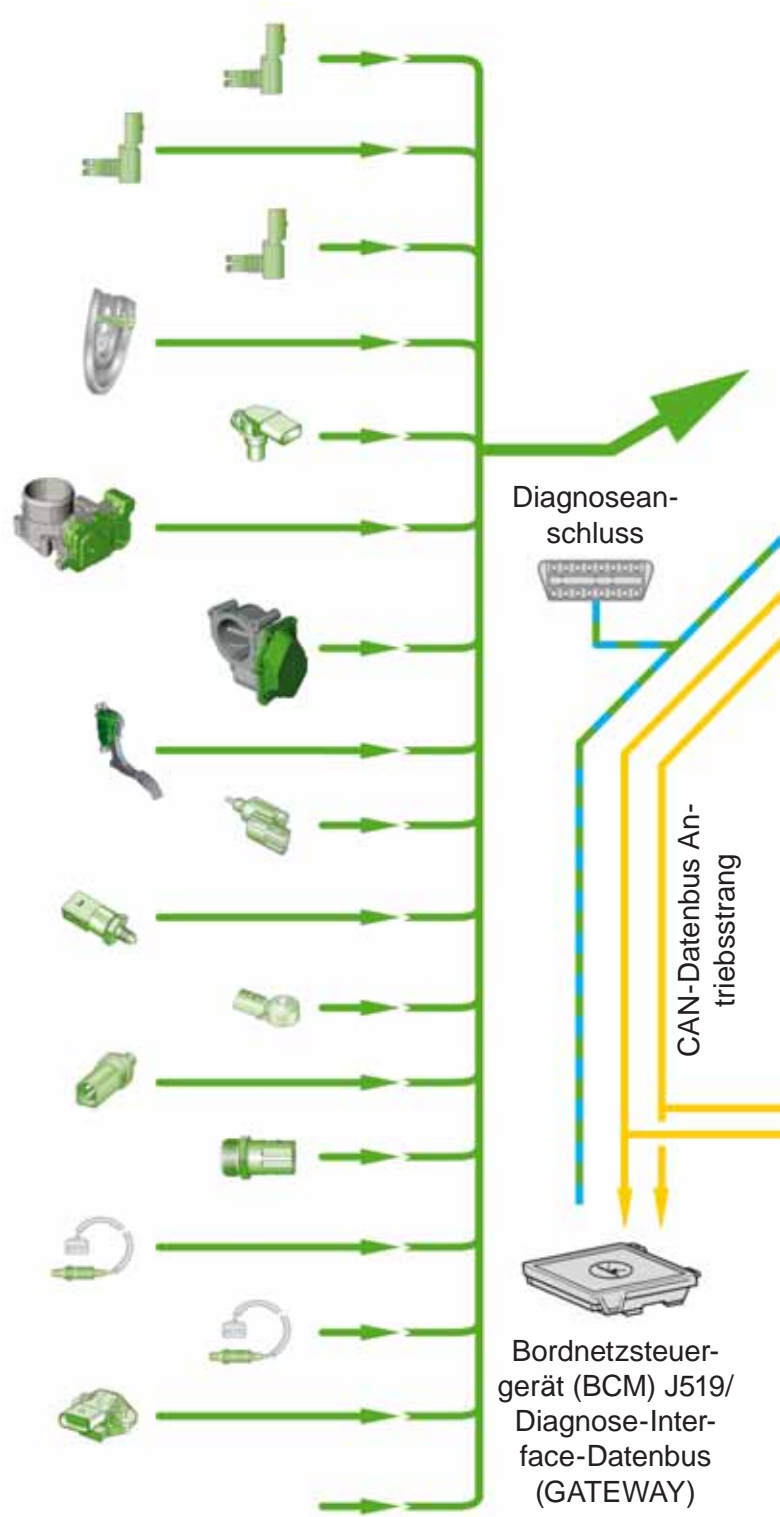 Diagnosean-
schluss
CAN-Datenbus An-
triebsstrang
Bordnetzsteuer-
gerät (BCM) J519/
Diagnose-Inter-
face-Datenbus
(GATEWAY)